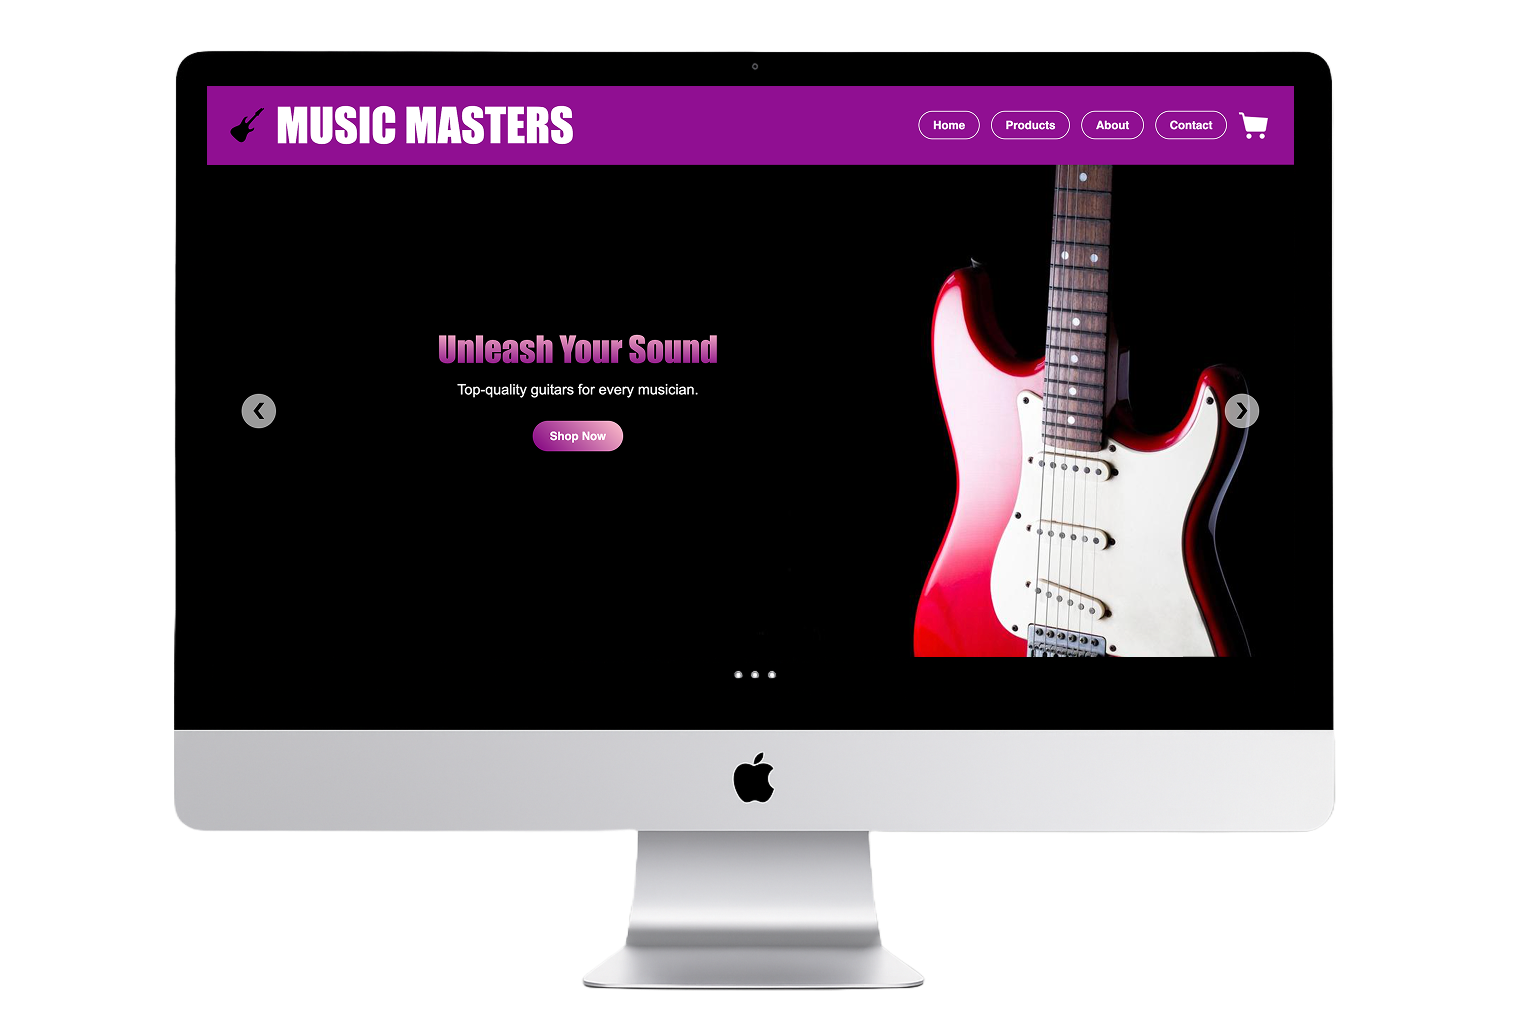 MUSIC MASTERS
Home
Products
About
Contact
Unleash Your Sound
Top-quality guitars for every musician.
Shop Now